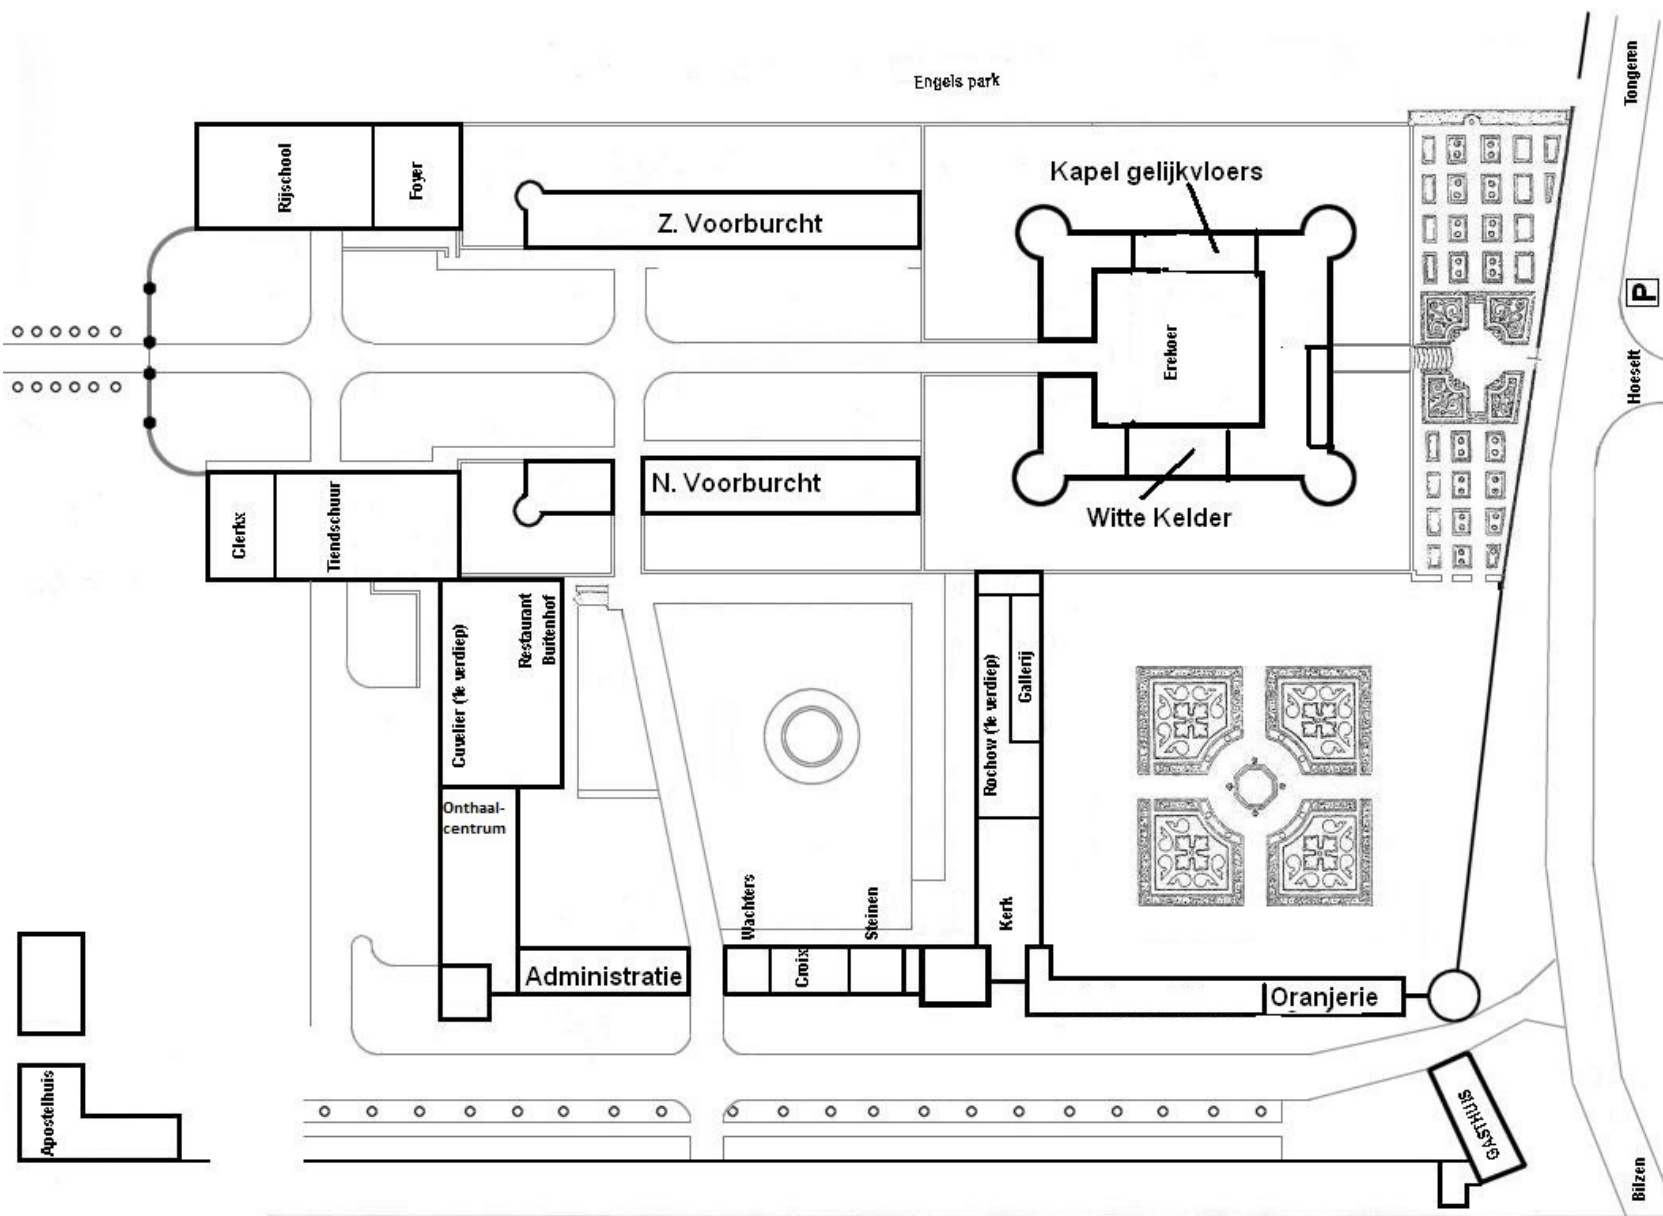 Engels park
Tongeren
Rijschool
Foyer
Kapel gelijkvloers
Z. Voorburcht
P
Erekoer
Hoeselt
N. Voorburcht
Witte Kelder
Clerkx
Tiendschuur
Restaurant
Buitenhof
Cuvelier (1e verdiep)
Rochow (1e verdiep)
Gallerij
Onthaal-
centrum
Wachters
Steinen
Kerk
Croix
Administratie
Oranjerie
Apostelhuis
GASTHUIS
Bilzen